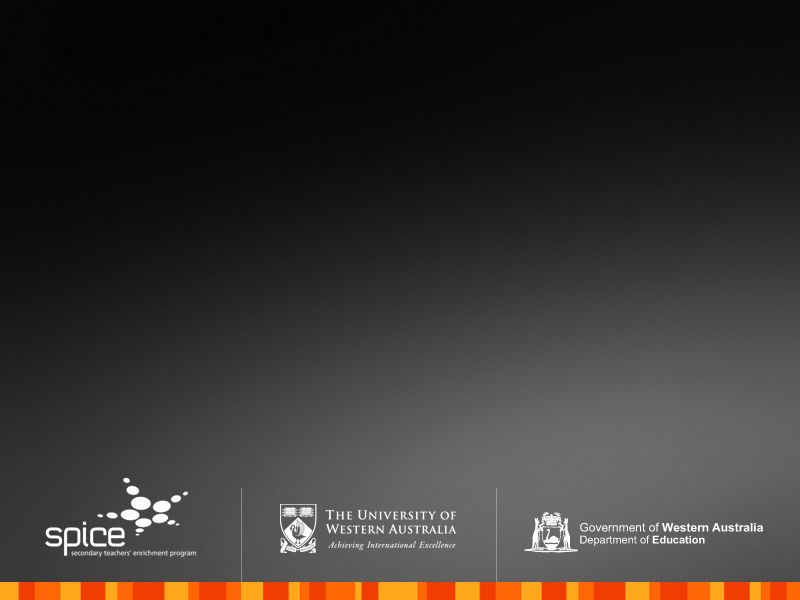 spice
secondary teachers' enrichment program
THE UNIVERSITY OF
WESTERN AUSTRALIA
Achieving International Excellence
Government of Western Australia
Department of Education